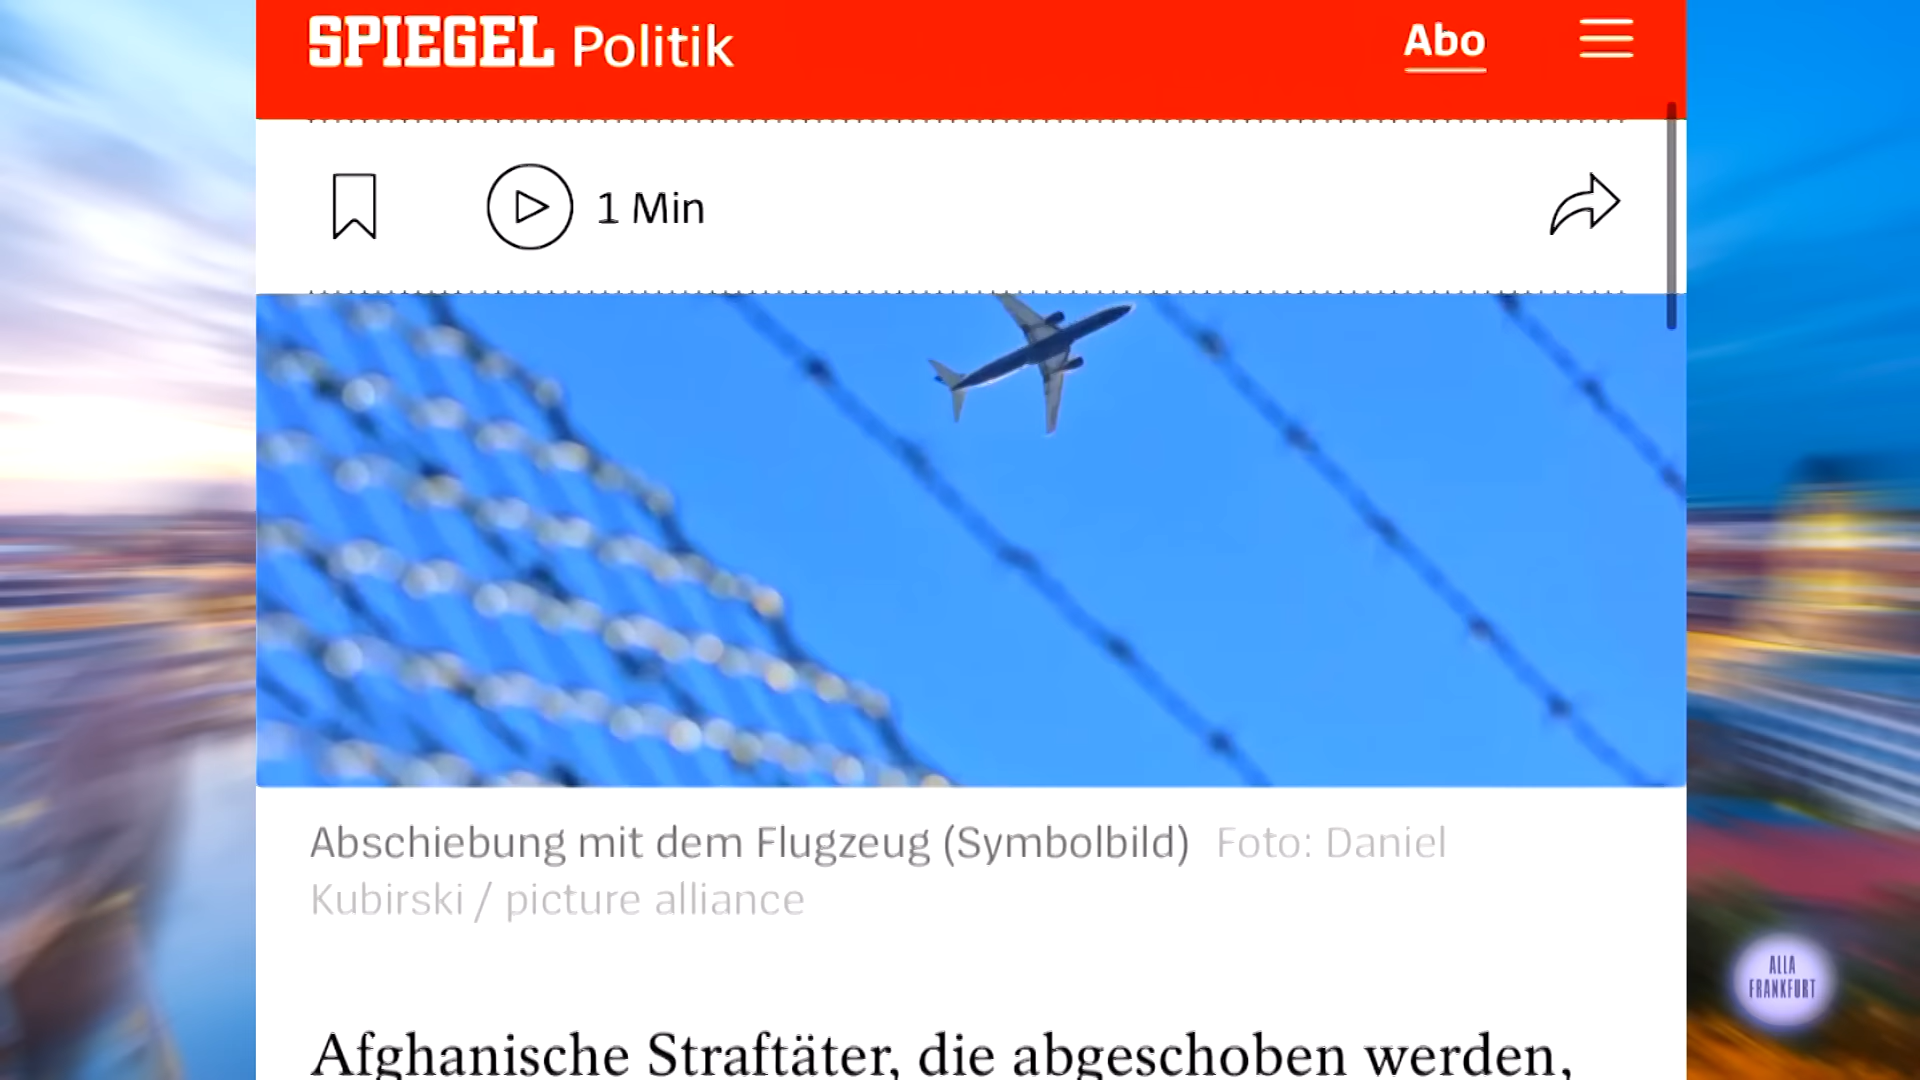 SPIEGEL Politik
Abo
1 Min
Abschiebung mit dem Flugzeug (Symbolbild) Foto: Daniel
Kubirski / picture alliance
Afghanische Straftäter, die abgeschoben werden,
ALLA
FRANKFURT